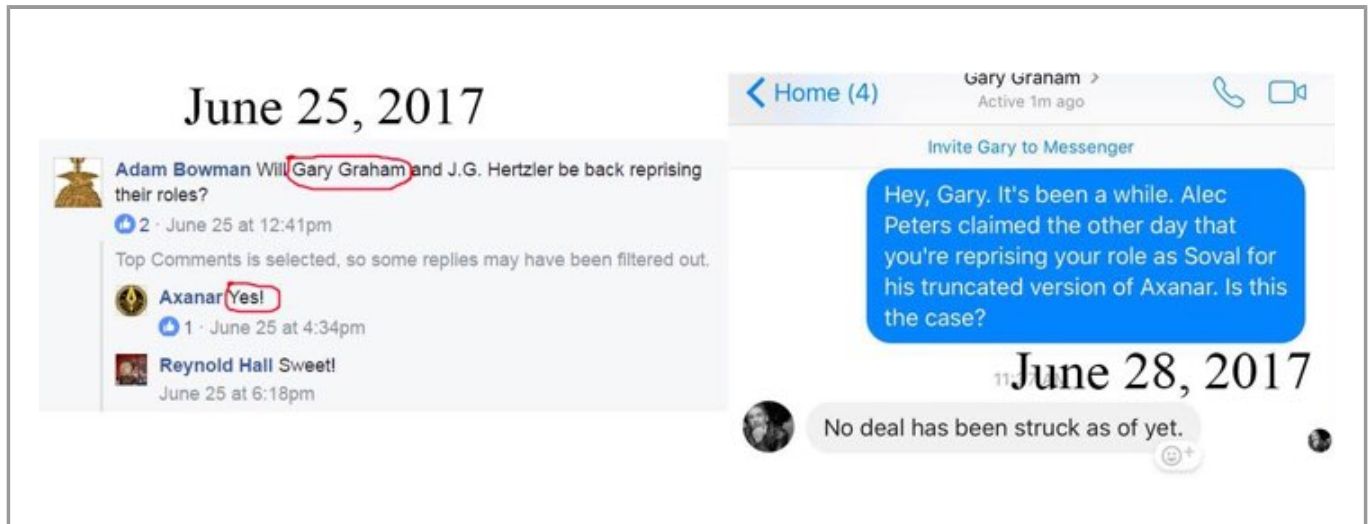 June 25, 2017
Adam Bowman Will Gary Graham and J.G. Hertzler be back reprising
their roles?
2 · June 25 at 12:41pm
Top Comments is selected, so some replies may have been filtered out.
Axanar Yes!
1 · June 25 at 4:34pm
Reynold Hall Sweet!
June 25 at 6:18pm
Home (4)
Gary Graham >
Active 1m ago
Invite Gary to Messenger
Hey, Gary. It's been a while. Alec
Peters claimed the other day that
you're reprising your role as Soval for
his truncated version of Axanar. Is this
the case?
June 28, 2017
No deal has been struck as of yet.